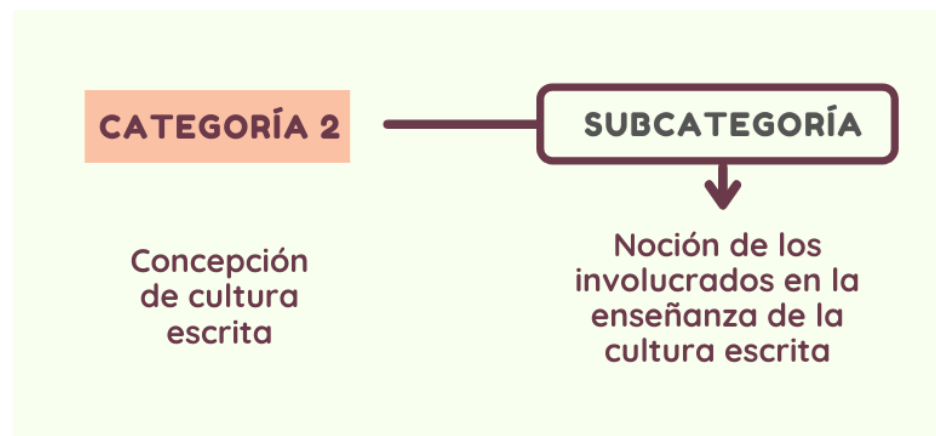 CATEGORÍA 2
SUBCATEGORÍA
Concepción
de cultura
escrita
Noción de los
involucrados en la
enseñanza de la
cultura escrita